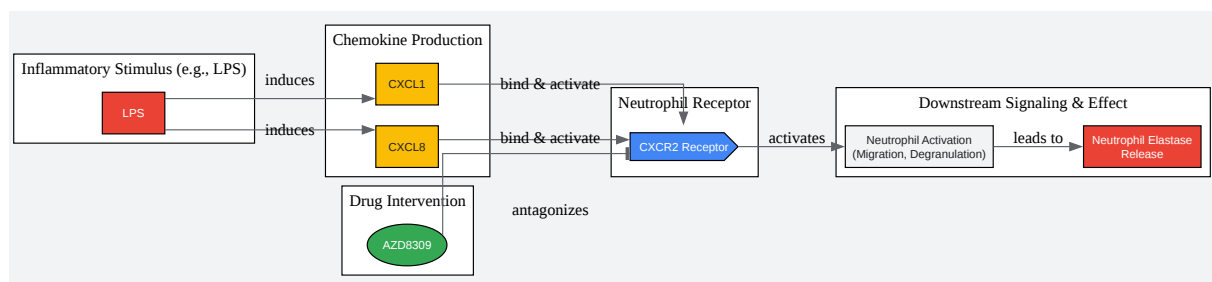 Inflammatory Stimulus (e.g., LPS)
LPS
induces
induces
Chemokine Production
CXCL1
CXCL8
bind & activate
bind & activate
Drug Intervention
AZD8309
antagonizes
Neutrophil Receptor
CXCR2 Receptor
activates
Downstream Signaling & Effect
Neutrophil Activation
(Migration, Degranulation)
leads to
Neutrophil Elastase
Release